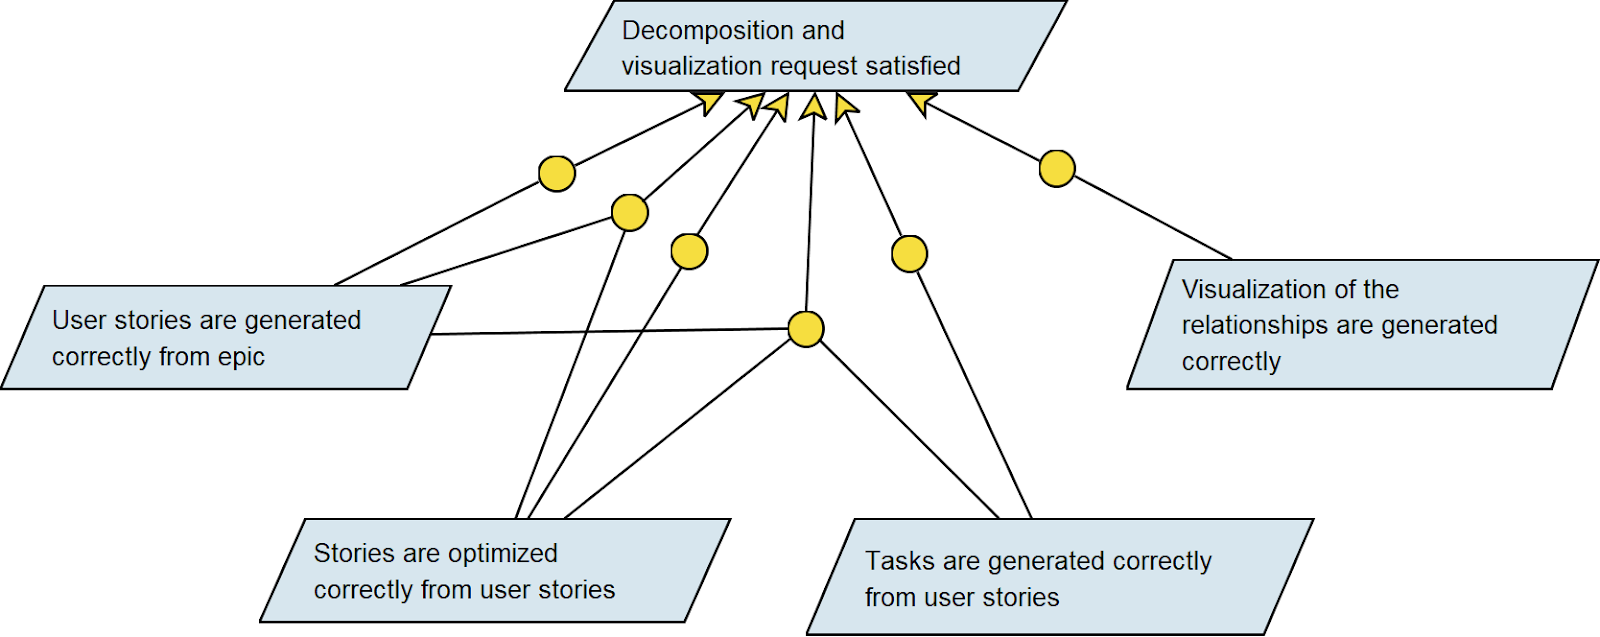 Decomposition and
visualization request satisfied
User stories are generated
correctly from epic
Visualization of the
relationships are generated
correctly
Stories are optimized
correctly from user stories
Tasks are generated correctly
from user stories